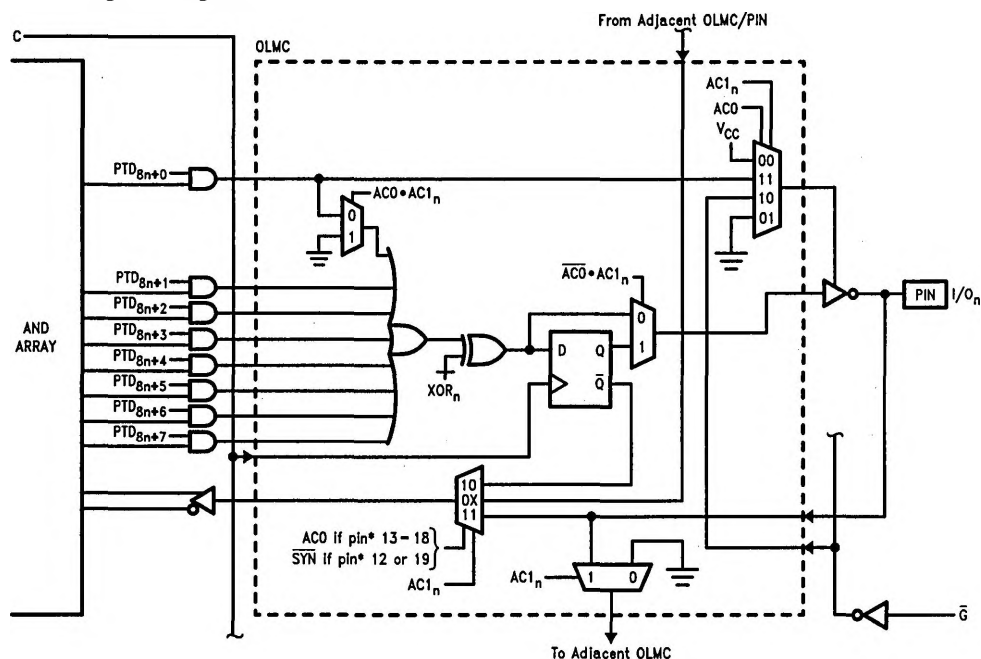 From Adjacent OLMC/PIN
C
OLMC
AC1n
AC0
VCC
00
11
10
01
PTD8n+0
AC0•AC1n
0
1
PTD8n+1
PTD8n+2
PTD8n+3
PTD8n+4
PTD8n+5
PTD8n+6
PTD8n+7
AND
ARRAY
XORn
D
Q
Q̅
A̅C̅0̅•AC1n
0
1
PIN
I/On
10
0X
11
AC0 if pin* 13-18
S̅Y̅N̅ if pin* 12 or 19
AC1n
AC1n
1
0
G̅
To Adjacent OLMC